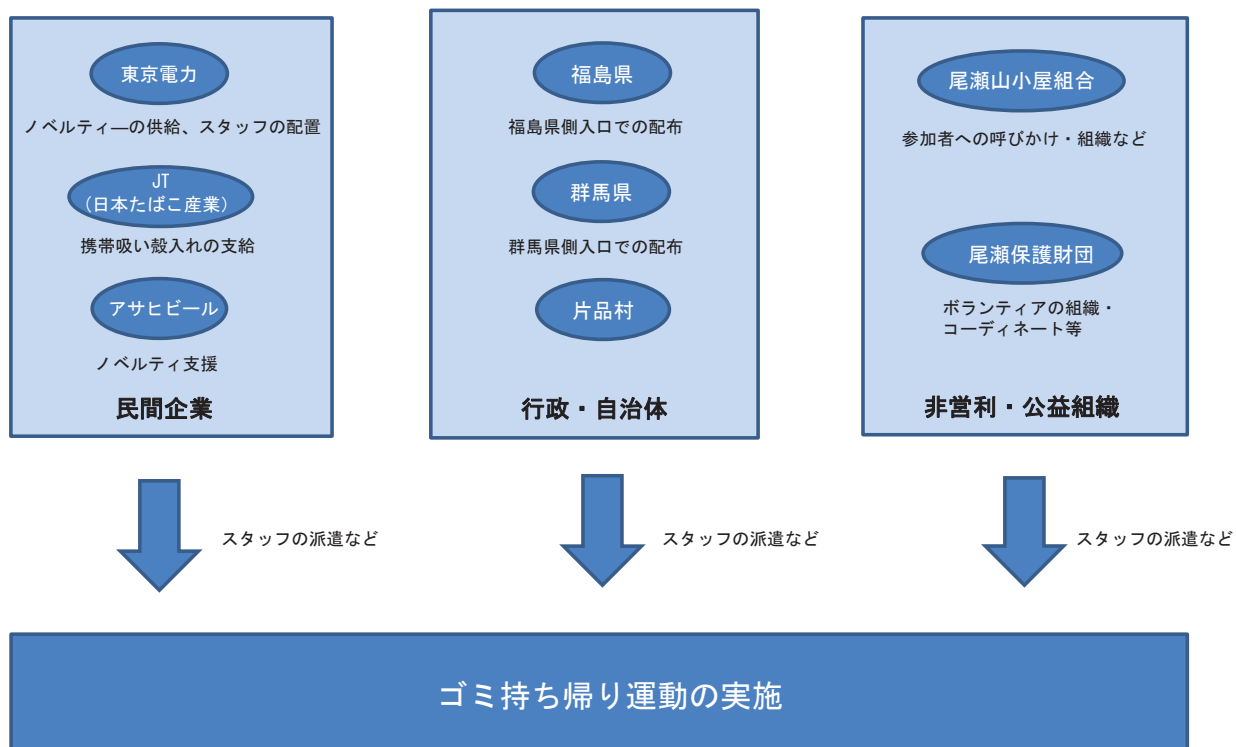 東京電力
ノベルティ―の供給、スタッフの配置
JT
（日本たばこ産業）
携帯吸い殻入れの支給
アサヒビール
ノベルティ支援
民間企業
福島県
福島県側入口での配布
群馬県
群馬県側入口での配布
片品村
行政・自治体
尾瀬山小屋組合
参加者への呼びかけ・組織など
尾瀬保護財団
ボランティアの組織・
コーディネート等
非営利・公益組織
スタッフの派遣など
スタッフの派遣など
スタッフの派遣など
ゴミ持ち帰り運動の実施